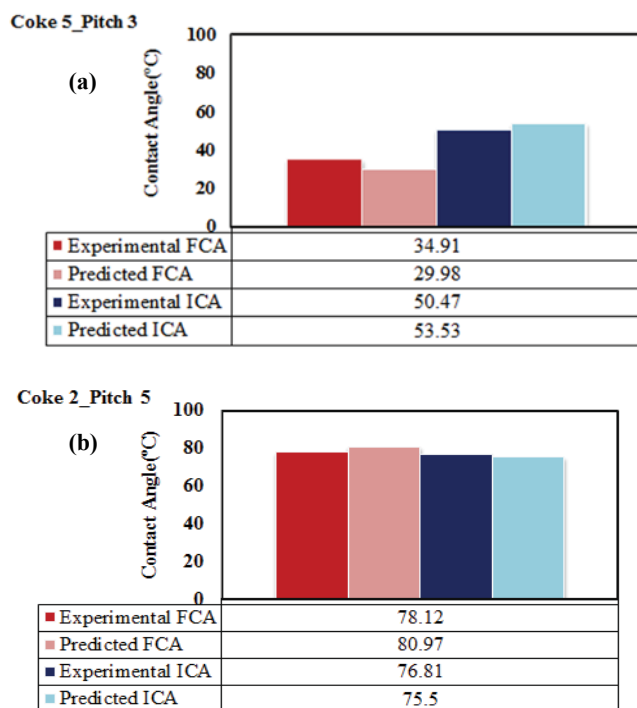 Coke 5_Pitch 3
(a)
Contact Angle(ºC)
100
80
60
40
20
0
Experimental FCA 34.91
Predicted FCA 29.98
Experimental ICA 50.47
Predicted ICA 53.53
Coke 2_Pitch 5
(b)
Contact Angle(ºC)
100
80
60
40
20
0
Experimental FCA 78.12
Predicted FCA 80.97
Experimental ICA 76.81
Predicted ICA 75.5